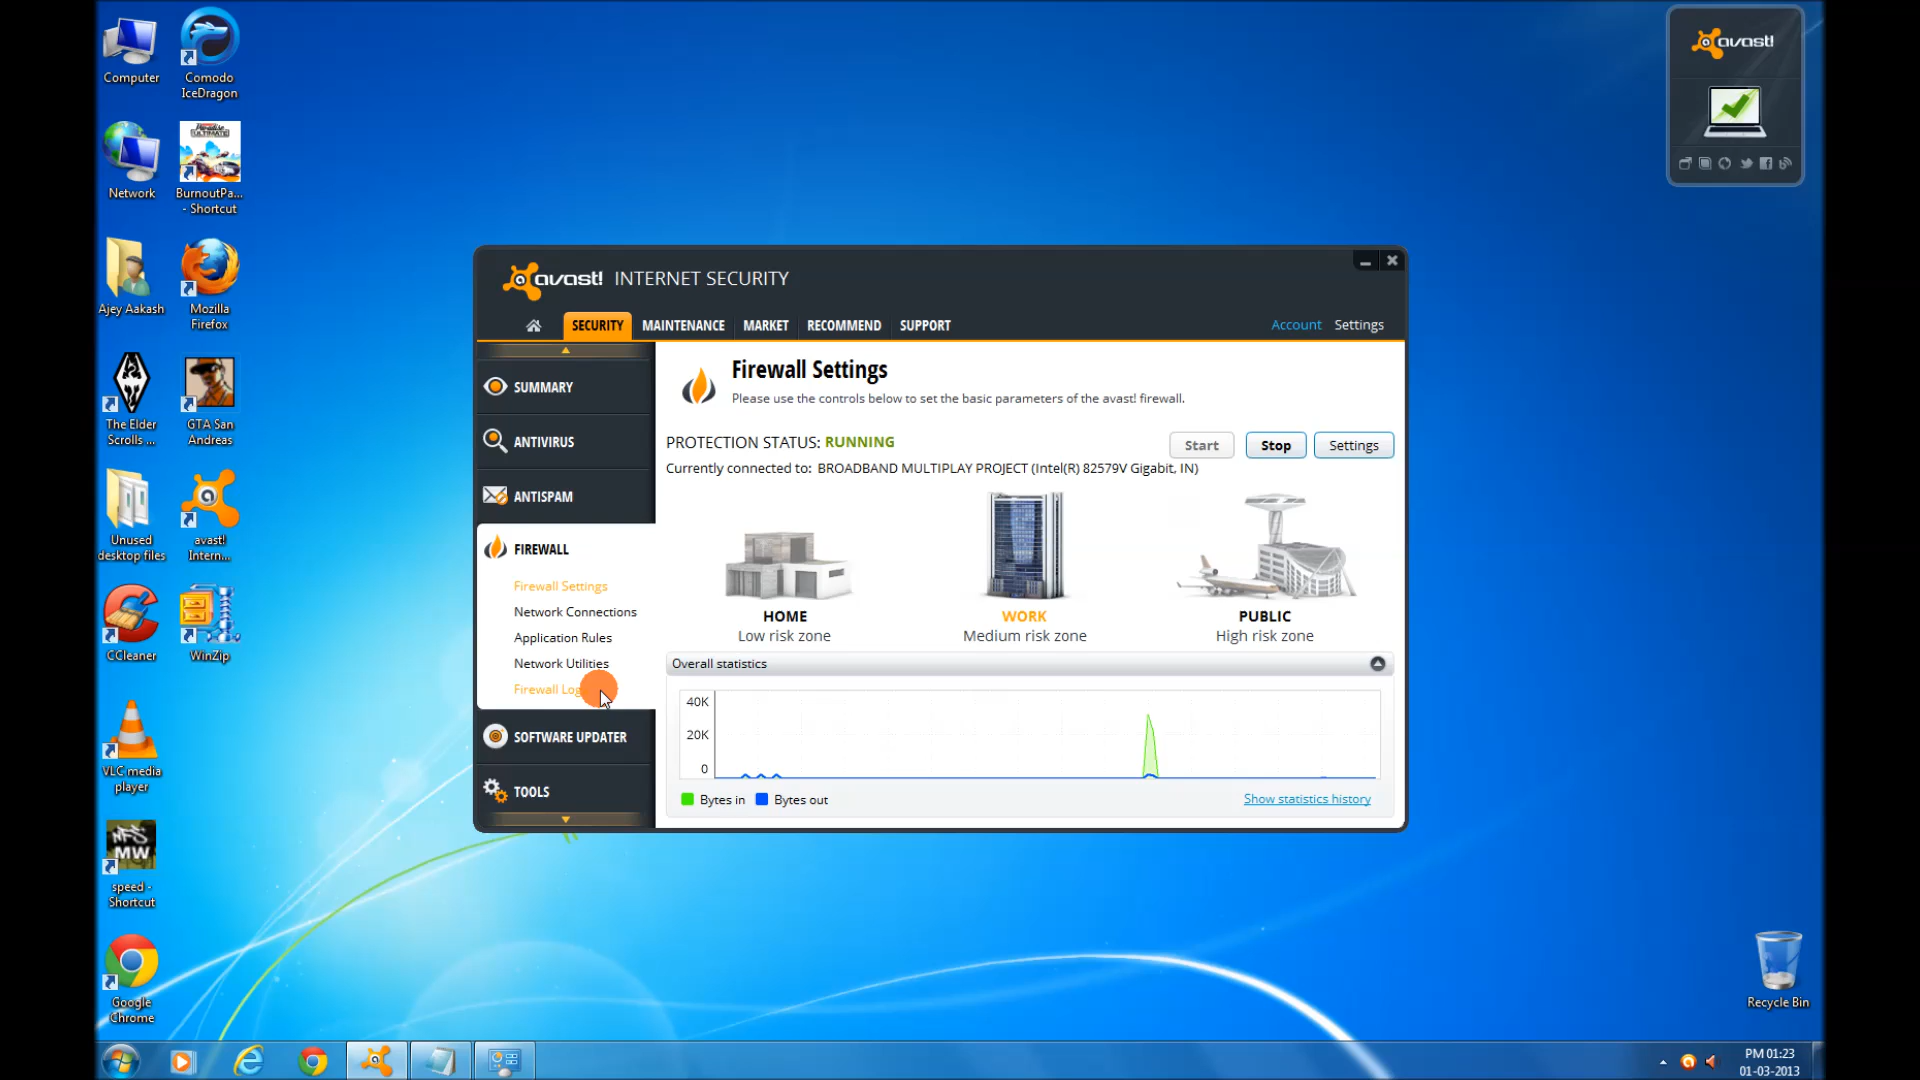 Computer
Comodo
IceDragon
Network
BurnoutPa...
- Shortcut
Ajey Aakash
Mozilla
Firefox
The Elder
Scrolls ...
GTA San
Andreas
Unused
desktop files
avast!
Intern...
CCleaner
WinZip
VLC media
player
NFS
MW
speed -
Shortcut
Google
Chrome
avast!
Recycle Bin
avast! INTERNET SECURITY
SECURITY MAINTENANCE MARKET RECOMMEND SUPPORT
Account Settings
SUMMARY
ANTIVIRUS
ANTISPAM
FIREWALL
Firewall Settings
Network Connections
Application Rules
Network Utilities
Firewall
SOFTWARE UPDATER
TOOLS
Firewall Settings
Please use the controls below to set the basic parameters of the avast! firewall.
PROTECTION STATUS: RUNNING
Start Stop Settings
Currently connected to: BROADBAND MULTIPLAY PROJECT (Intel(R) 82579V Gigabit, IN)
HOME
Low risk zone
WORK
Medium risk zone
PUBLIC
High risk zone
Overall statistics
40K
20K
0
Bytes in Bytes out
Show statistics history
PM 01:23
01-03-2013